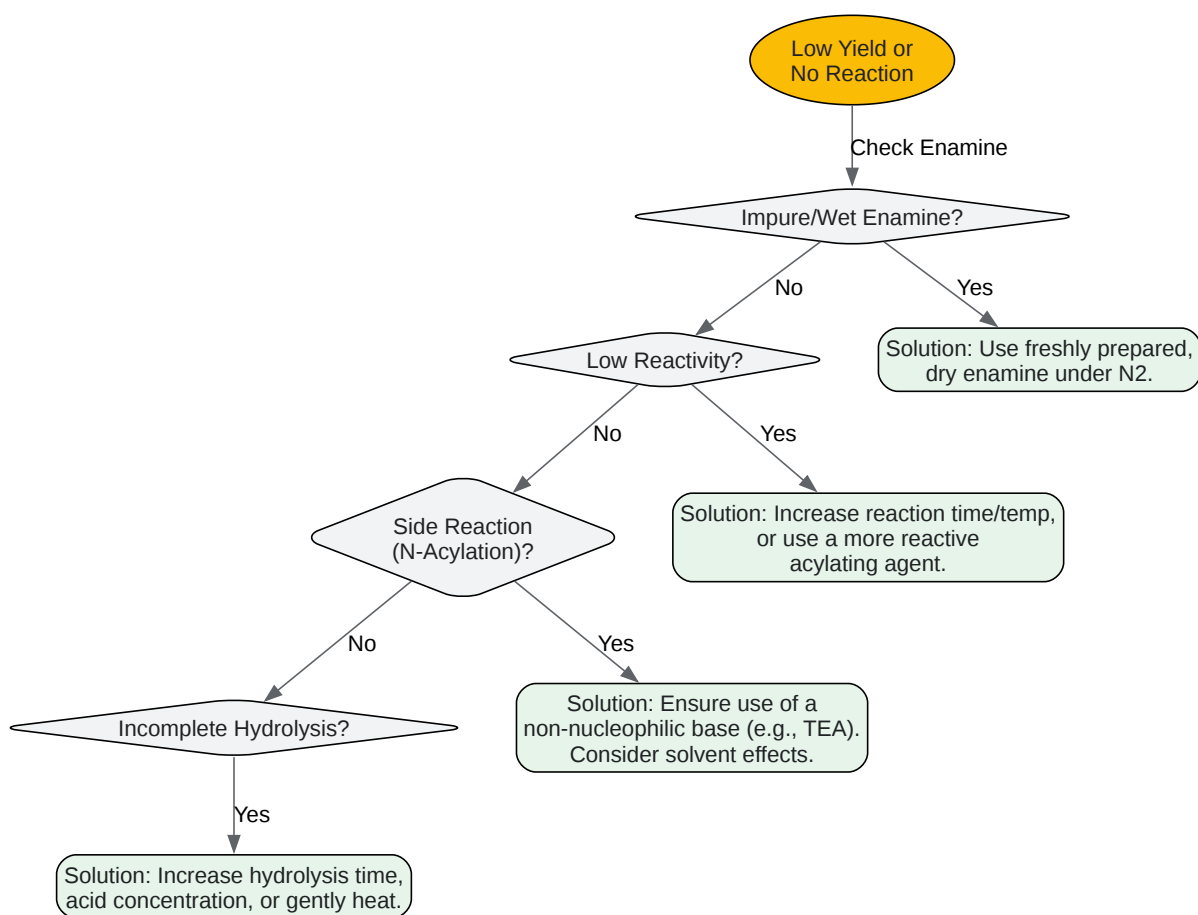 Low Yield or
No Reaction
Check Enamine
Impure/Wet Enamine?
No
Yes
Solution: Use freshly prepared,
dry enamine under N2.
Low Reactivity?
No
Yes
Solution: Increase reaction time/temp,
or use a more reactive
acylating agent.
Side Reaction
(N-Acylation)?
No
Yes
Solution: Ensure use of a
non-nucleophilic base (e.g., TEA).
Consider solvent effects.
Incomplete Hydrolysis?
Yes
Solution: Increase hydrolysis time,
acid concentration, or gently heat.